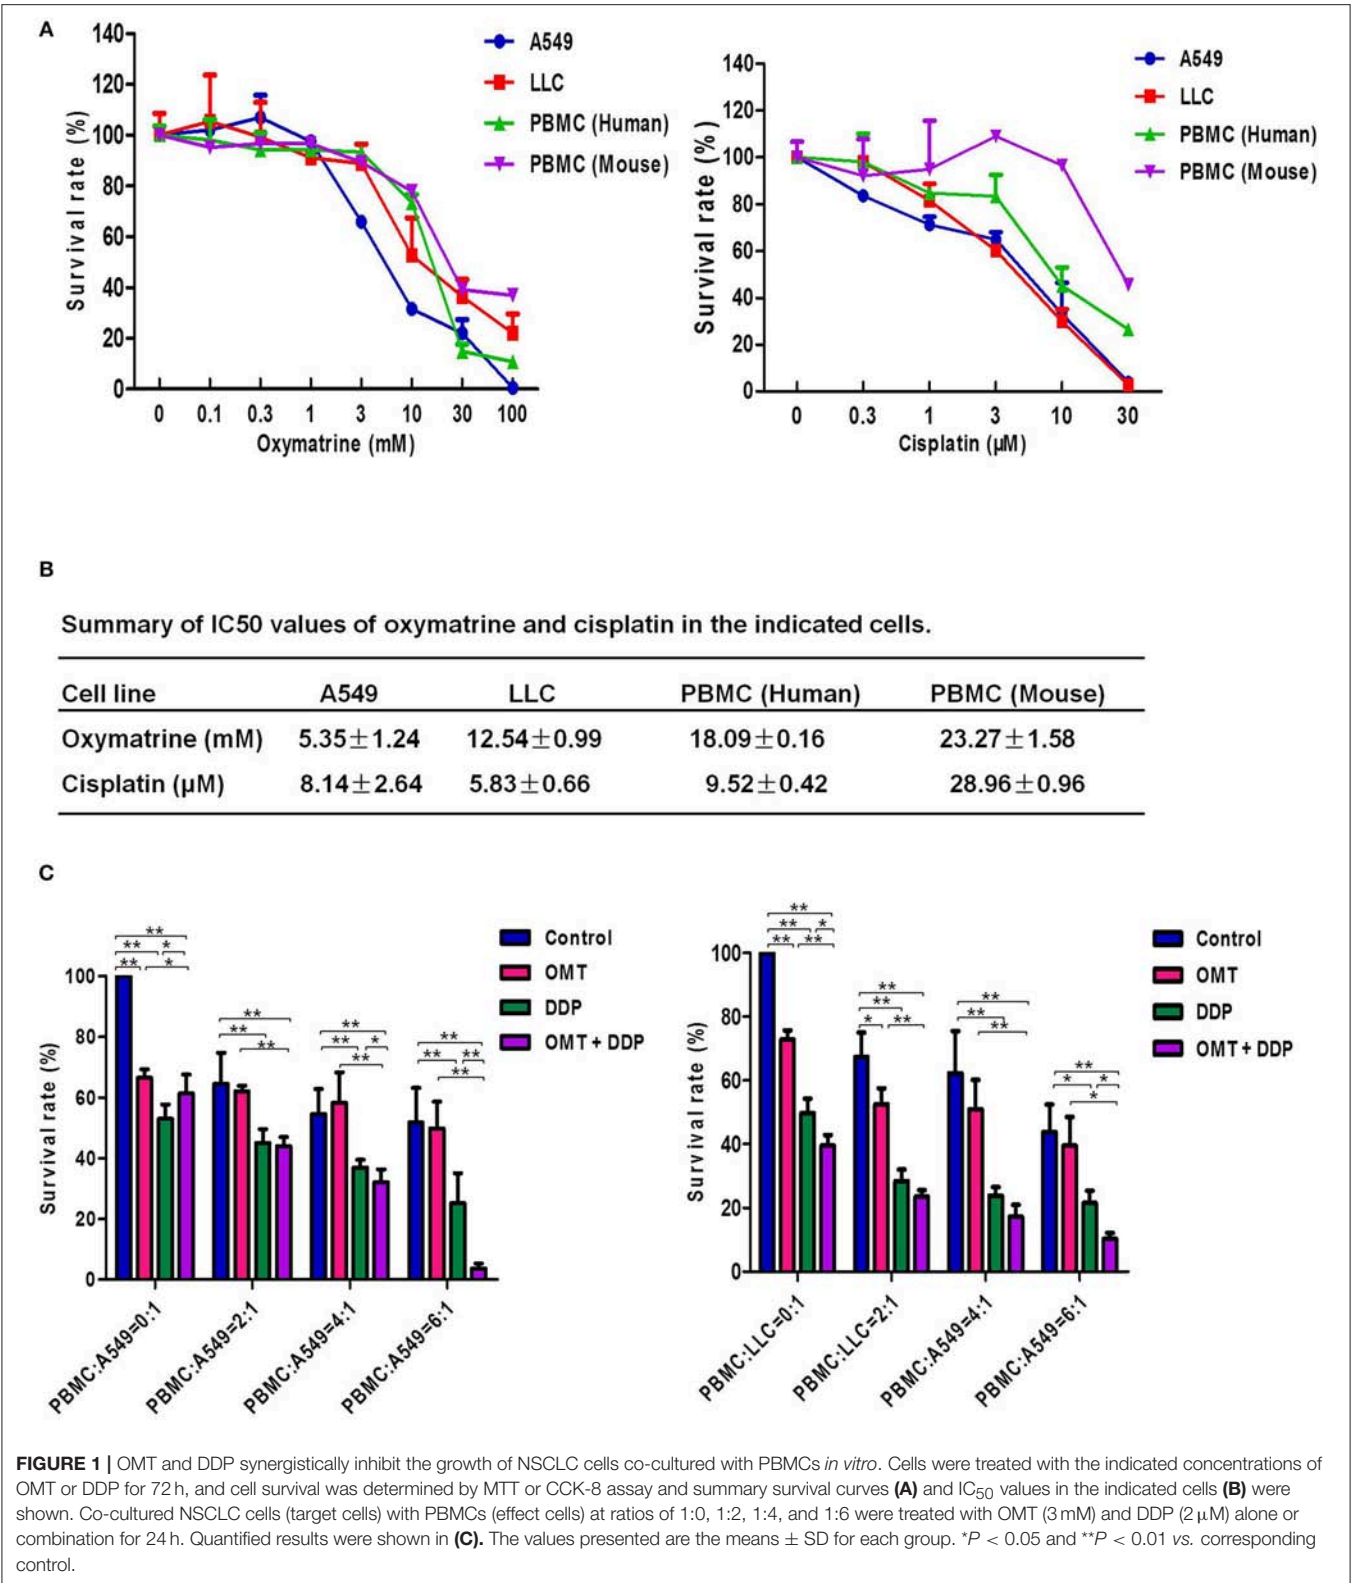 A
140
120
100
80
60
40
20
0
Survival rate (%)
0 0.1 0.3 1 3 10 30 100
Oxymatrine (mM)
A549
LLC
PBMC (Human)
PBMC (Mouse)
140
120
100
80
60
40
20
0
Survival rate (%)
0 0.3 1 3 10 30
Cisplatin (μM)
A549
LLC
PBMC (Human)
PBMC (Mouse)
B
Summary of IC50 values of oxymatrine and cisplatin in the indicated cells.
Cell line A549 LLC PBMC (Human) PBMC (Mouse)
Oxymatrine (mM) 5.35±1.24 12.54±0.99 18.09±0.16 23.27±1.58
Cisplatin (μM) 8.14±2.64 5.83±0.66 9.52±0.42 28.96±0.96
C
100
80
60
40
20
0
Survival rate (%)
**
** *
** *
**
**
**
**
** *
**
**
** **
**
PBMC:A549=0:1
PBMC:A549=2:1
PBMC:A549=4:1
PBMC:A549=6:1
Control
OMT
DDP
OMT + DDP
100
80
60
40
20
0
Survival rate (%)
**
** *
** **
**
**
* **
**
**
**
**
* *
*
PBMC:LLC=0:1
PBMC:LLC=2:1
PBMC:A549=4:1
PBMC:A549=6:1
Control
OMT
DDP
OMT + DDP
FIGURE 1 | OMT and DDP synergistically inhibit the growth of NSCLC cells co-cultured with PBMCs in vitro. Cells were treated with the indicated concentrations of
OMT or DDP for 72 h, and cell survival was determined by MTT or CCK-8 assay and summary survival curves (A) and IC50 values in the indicated cells (B) were
shown. Co-cultured NSCLC cells (target cells) with PBMCs (effect cells) at ratios of 1:0, 1:2, 1:4, and 1:6 were treated with OMT (3 mM) and DDP (2 μM) alone or
combination for 24 h. Quantified results were shown in (C). The values presented are the means ± SD for each group. *P < 0.05 and **P < 0.01 vs. corresponding
control.